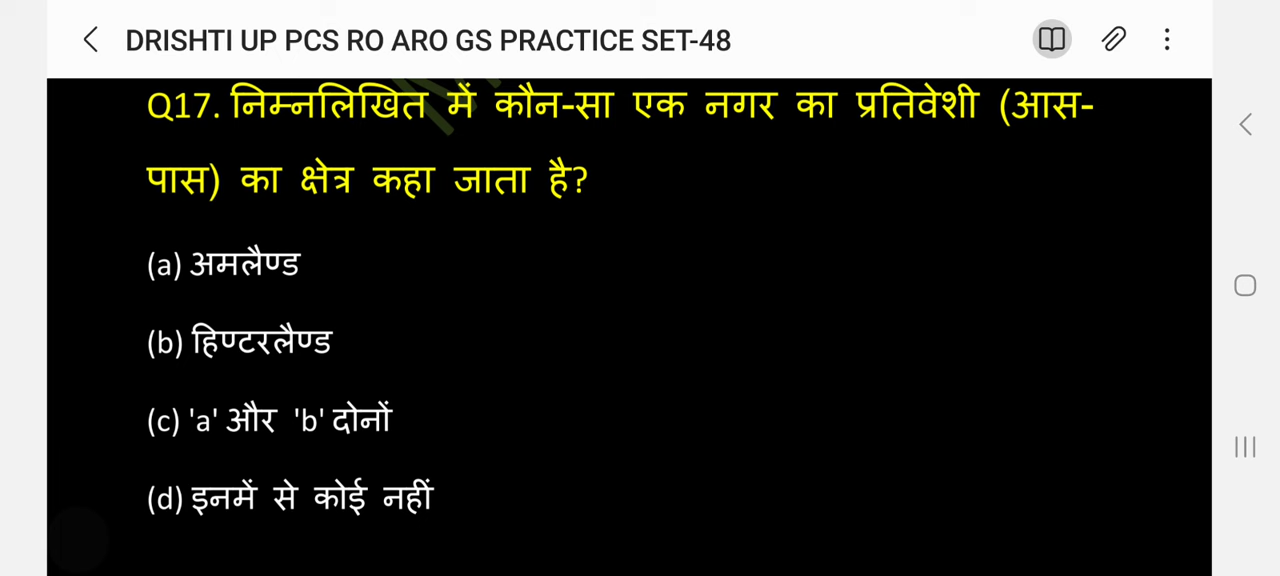 DRISHTI UP PCS RO ARO GS PRACTICE SET-48
Q17. निम्नलिखित में कौन-सा एक नगर का प्रतिवेशी (आस-
पास) का क्षेत्र कहा जाता है?
(a) अमलैण्ड
(b) हिण्टरलैण्ड
(c) 'a' और 'b' दोनों
(d) इनमें से कोई नहीं